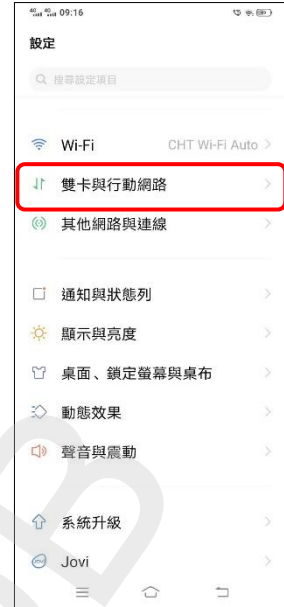 4G 4G 09:16
設定
搜尋設定項目
Wi-Fi CHT Wi-Fi Auto
雙卡與行動網路
其他網路與連線
通知與狀態列
顯示與亮度
桌面、鎖定螢幕與桌布
動態效果
聲音與震動
系統升級
Jovi